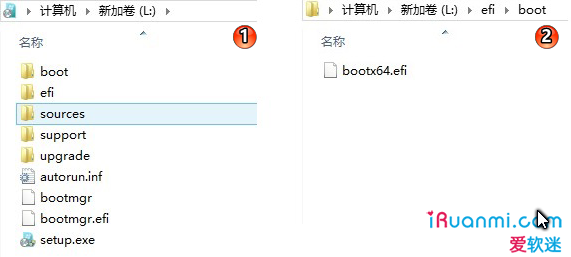 计算机 新加卷 (L:)
1
名称
boot
efi
sources
support
upgrade
autorun.inf
bootmgr
bootmgr.efi
setup.exe
计算机 新加卷 (L:) efi boot
2
名称
bootx64.efi
iRuanmi.com
爱软迷